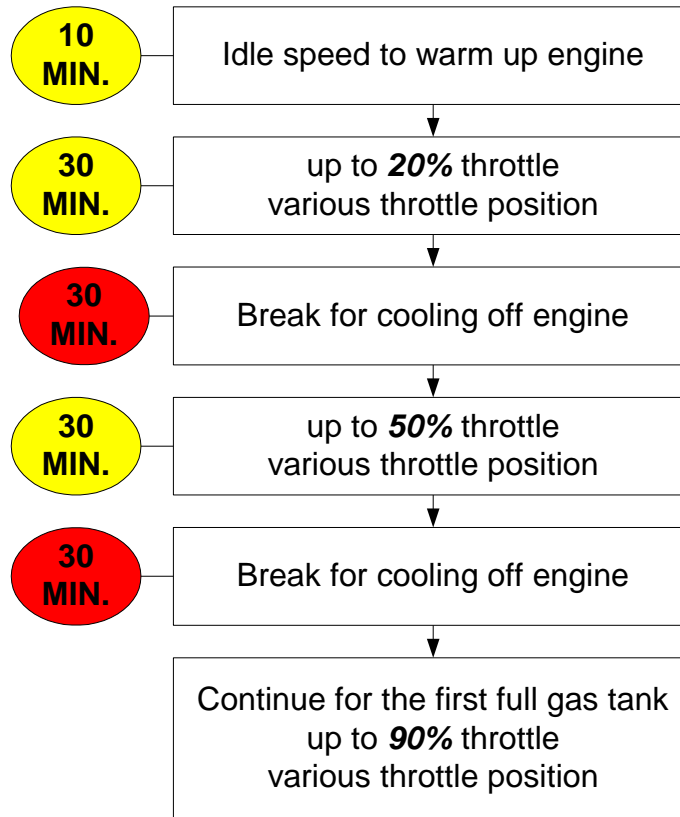 10
MIN.
Idle speed to warm up engine
30
MIN.
up to 20% throttle
various throttle position
30
MIN.
Break for cooling off engine
30
MIN.
up to 50% throttle
various throttle position
30
MIN.
Break for cooling off engine
Continue for the first full gas tank
up to 90% throttle
various throttle position